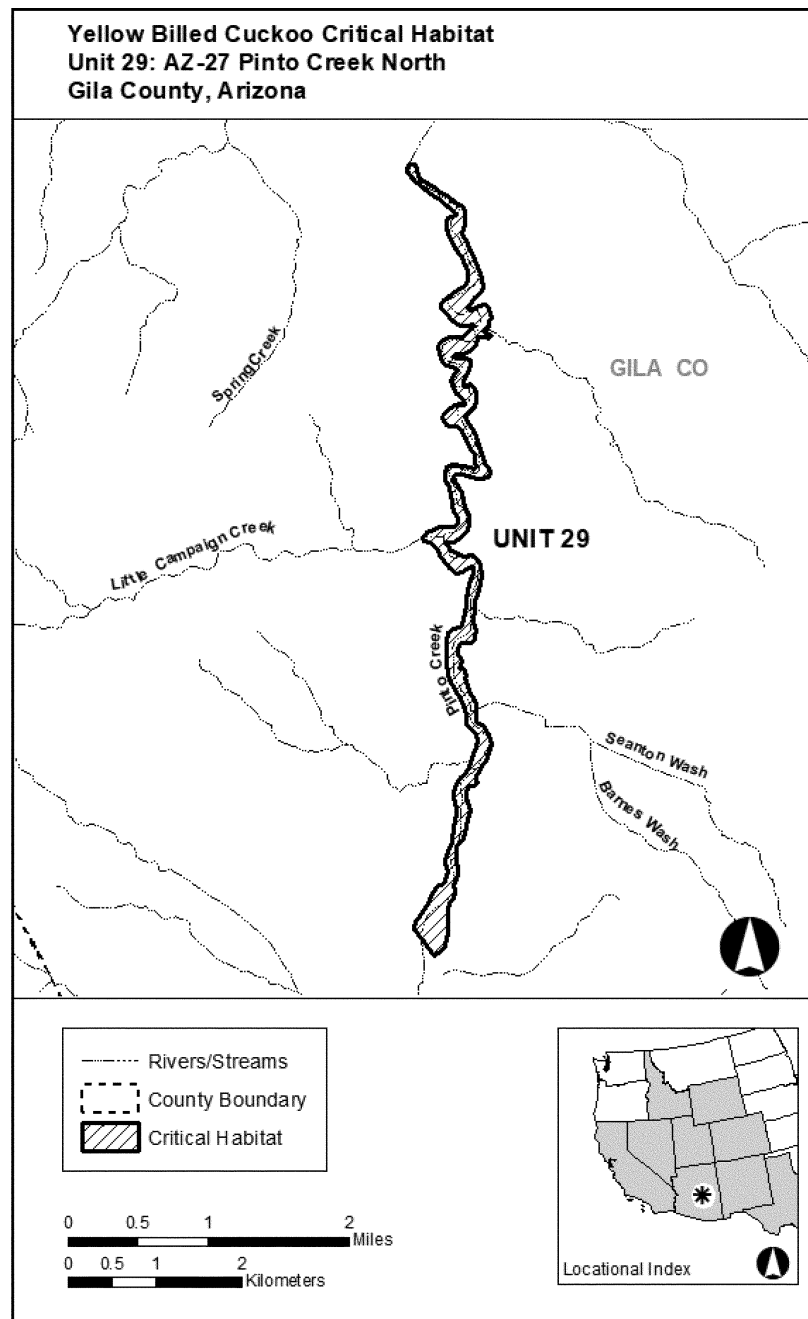 Yellow Billed Cuckoo Critical Habitat
Unit 29: AZ-27 Pinto Creek North
Gila County, Arizona
SpringCreek
GILA CO
Little Campaign Creek
UNIT 29
Pinto Creek
Seanton Wash
Barnes Wash
Rivers/Streams
County Boundary
Critical Habitat
0 0.5 1 2
Miles
0 0.5 1 2
Kilometers
Locational Index